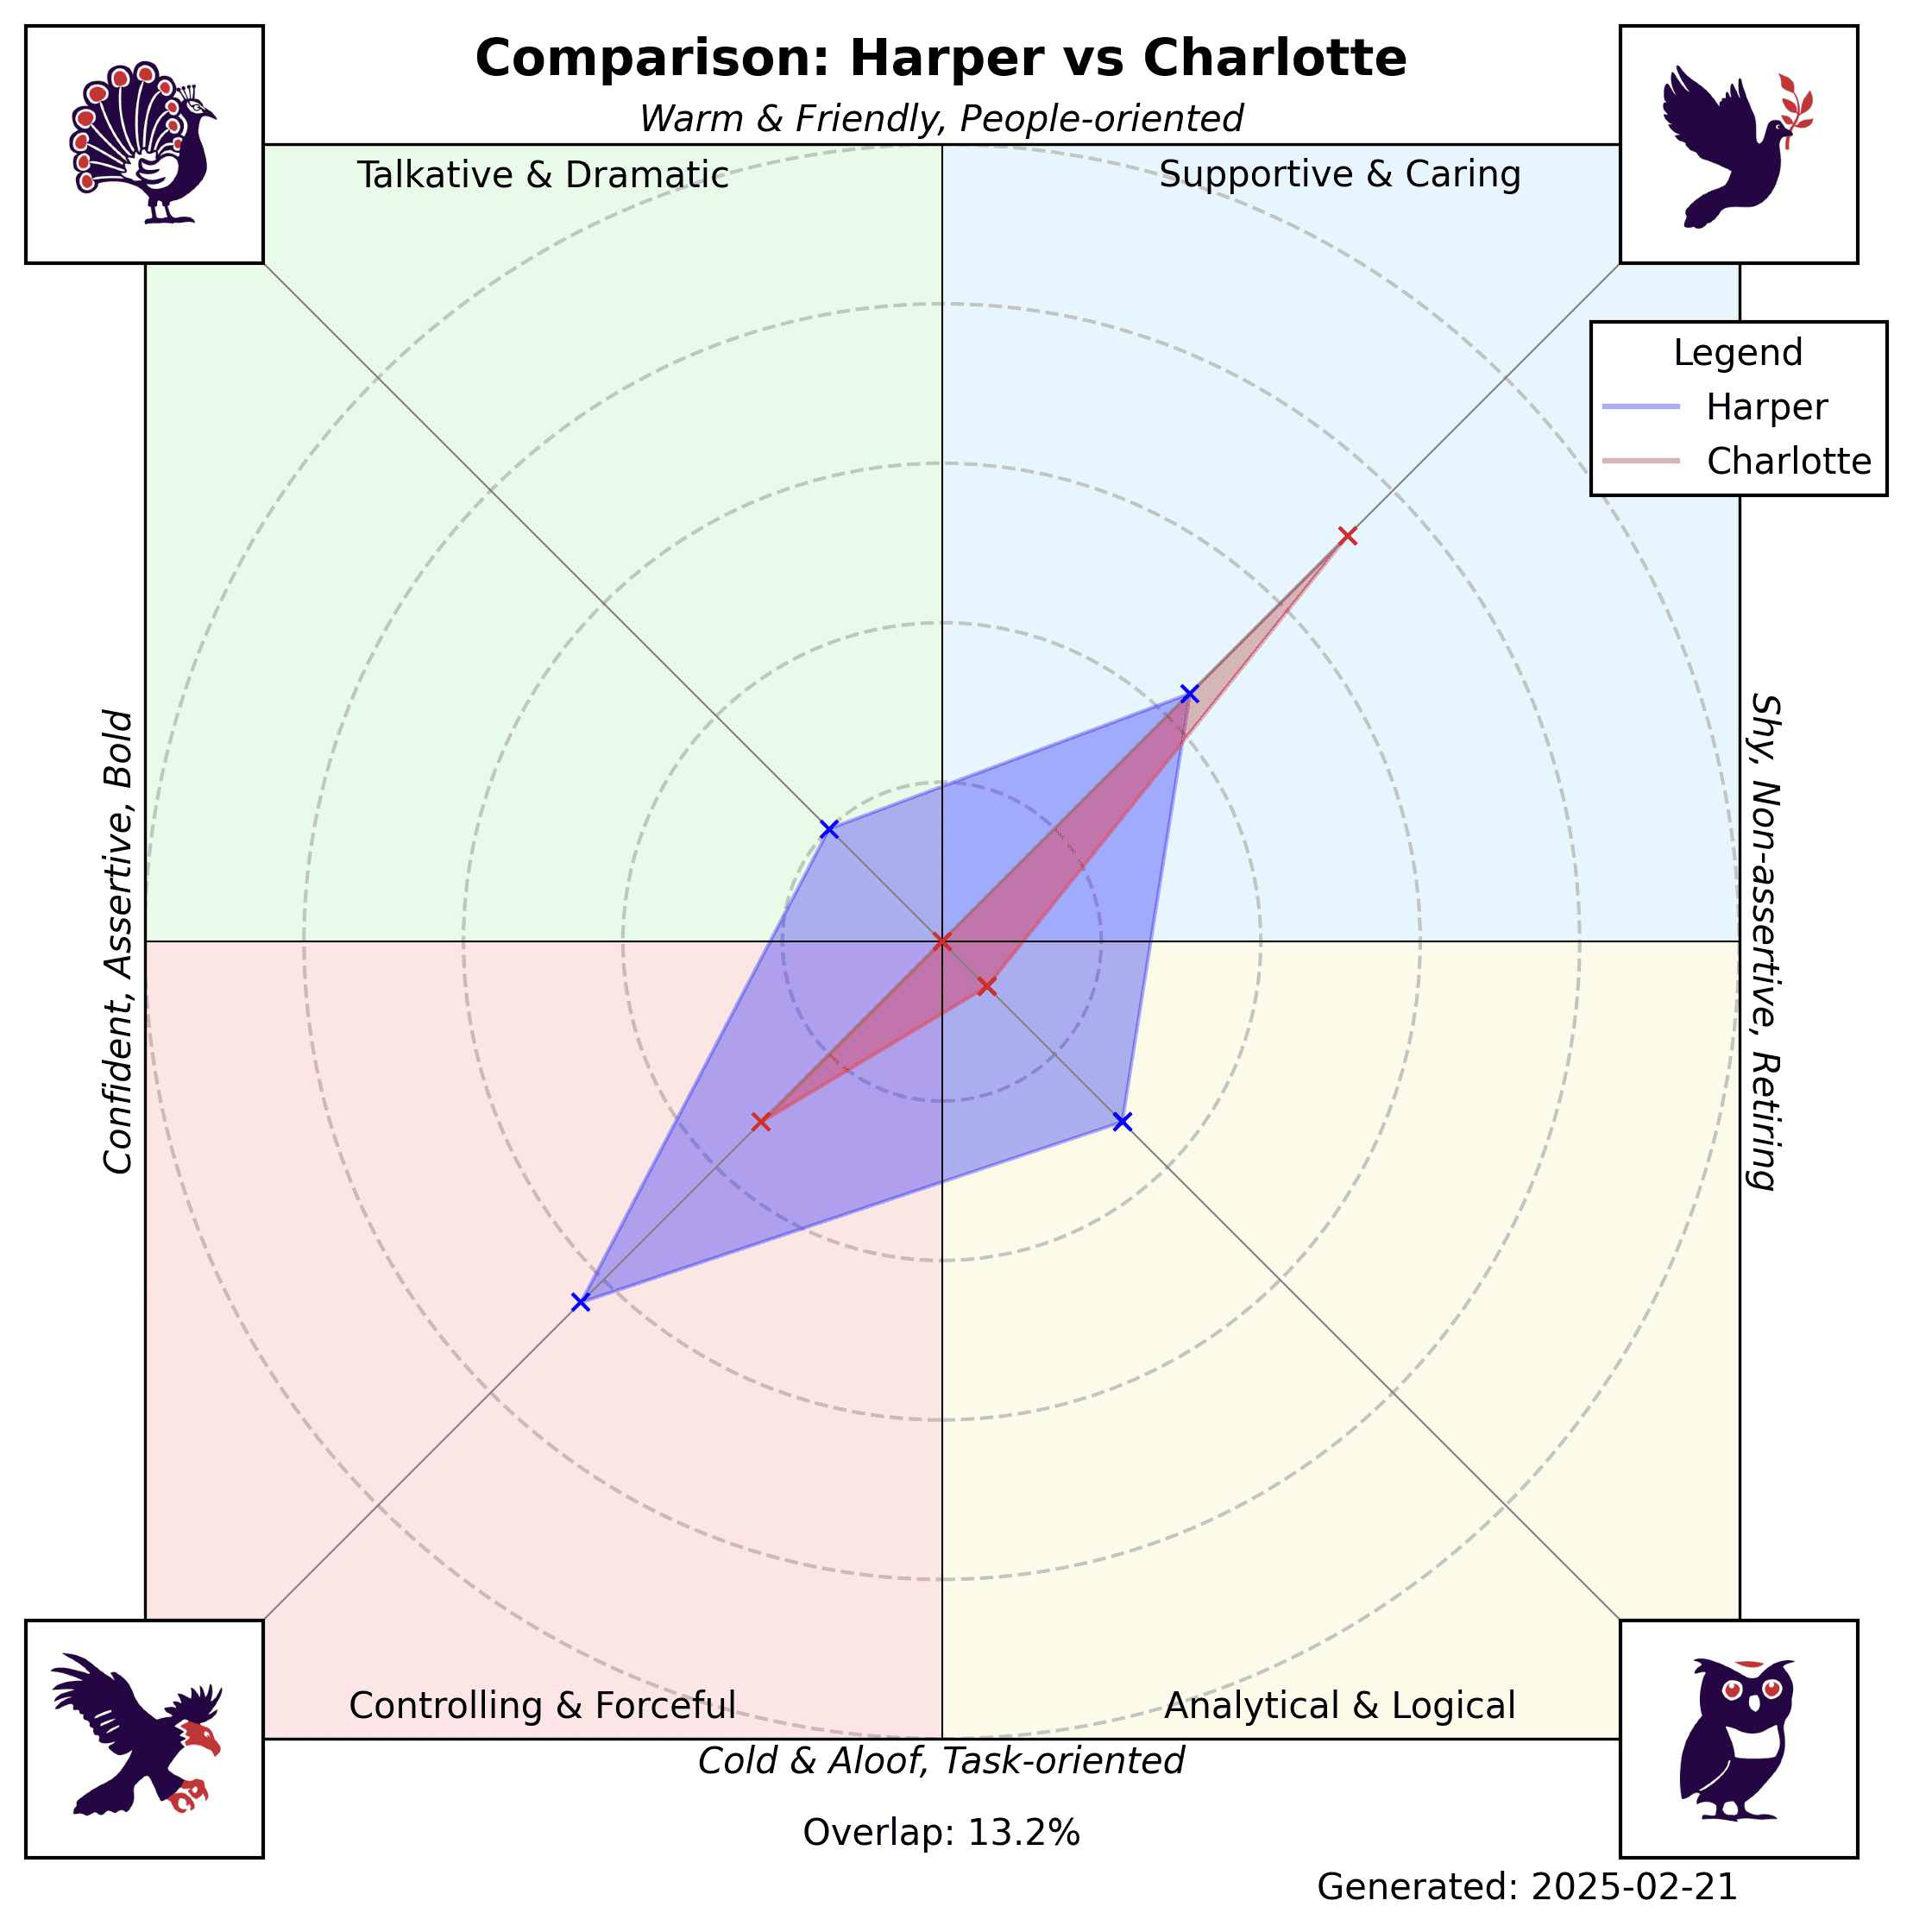 Comparison: Harper vs Charlotte
Warm & Friendly, People-oriented
Talkative & Dramatic
Supportive & Caring
Legend
Harper
Charlotte
Confident, Assertive, Bold
Shy, Non-assertive, Retiring
Controlling & Forceful
Analytical & Logical
Cold & Aloof, Task-oriented
Overlap: 13.2%
Generated: 2025-02-21